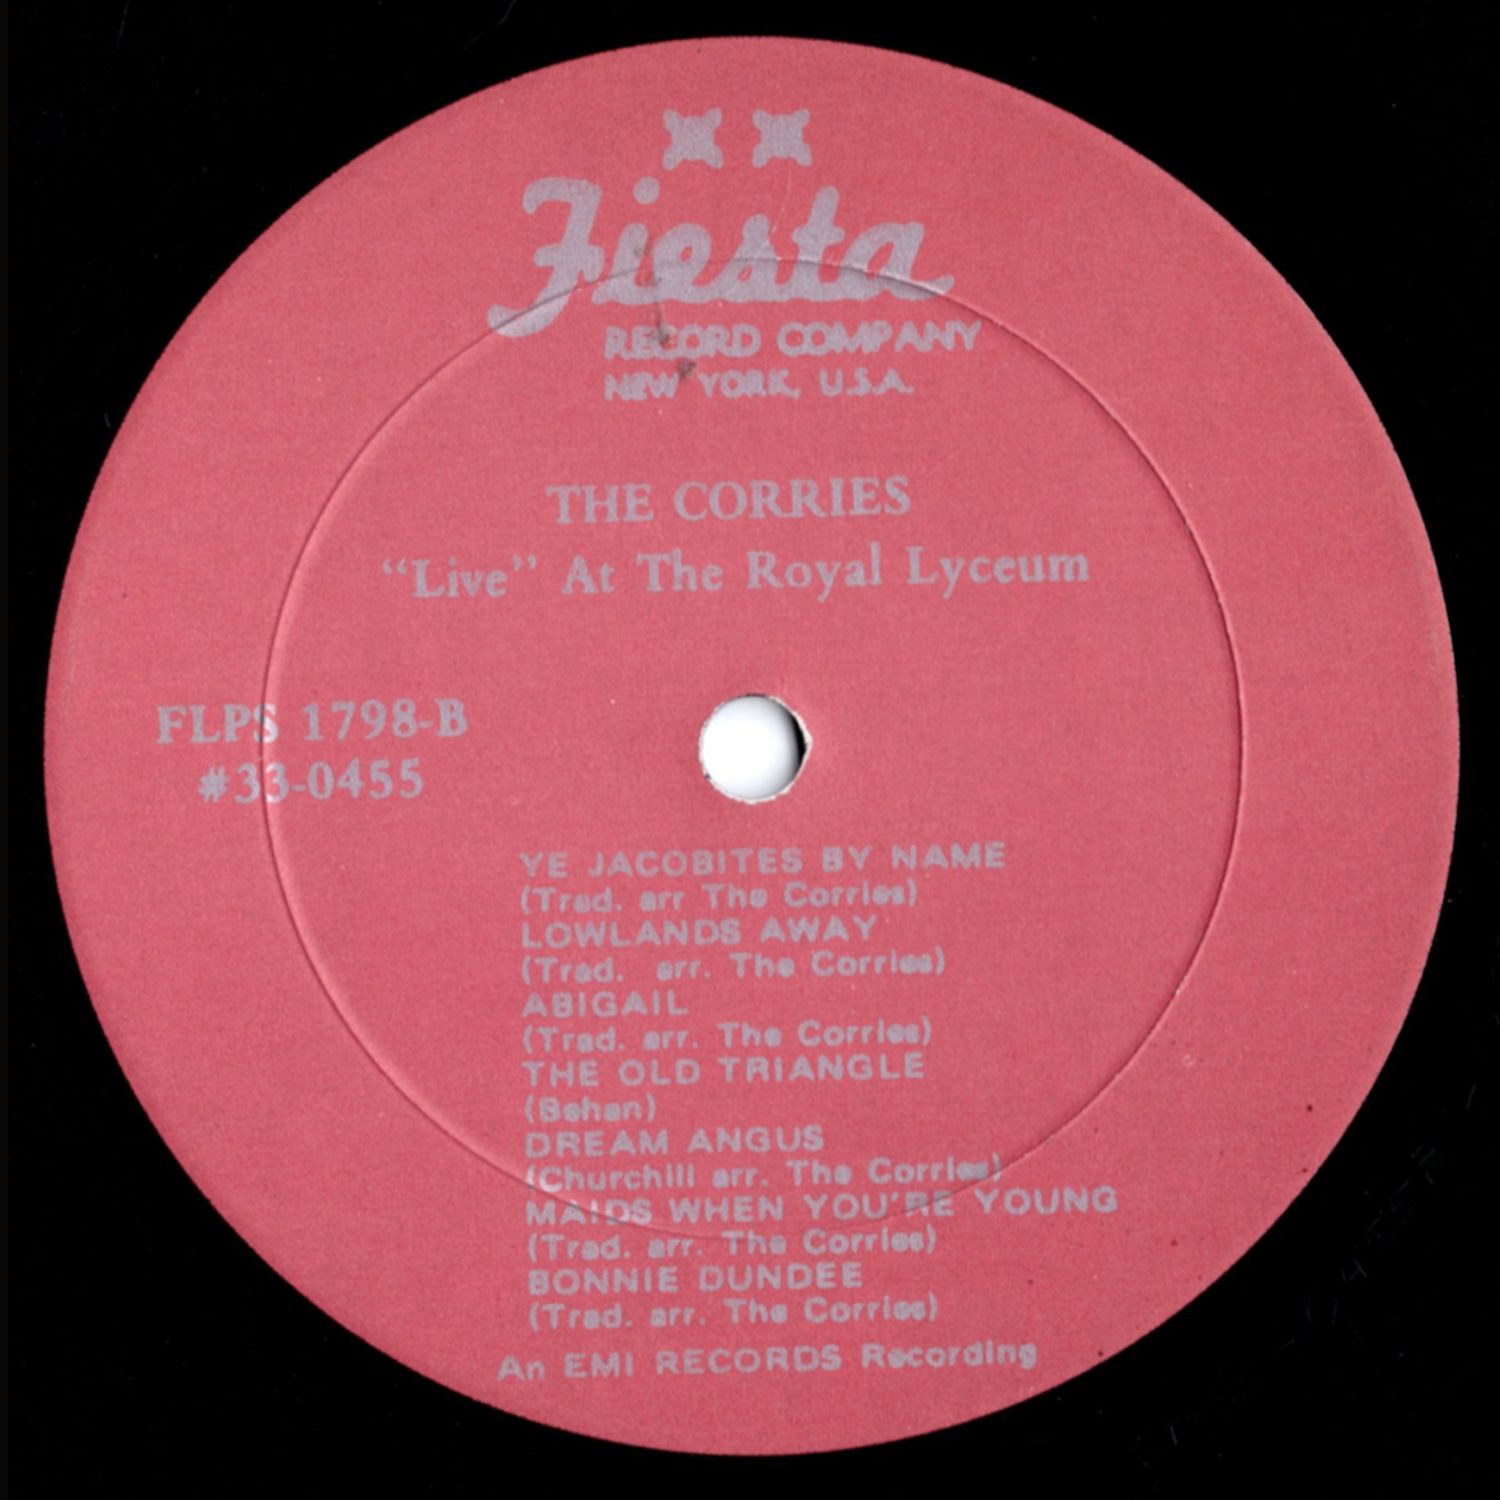 Fiesta
RECORD COMPANY
NEW YORK, U.S.A.
THE CORRIES
“Live” At The Royal Lyceum
FLPS 1798-B
#33-0455
YE JACOBITES BY NAME
(Trad. arr The Corries)
LOWLANDS AWAY
(Trad. arr. The Corries)
ABIGAIL
(Trad. arr. The Corries)
THE OLD TRIANGLE
(Behan)
DREAM ANGUS
(Churchill arr. The Corries)
MAIDS WHEN YOU'RE YOUNG
(Trad. arr. The Corries)
BONNIE DUNDEE
(Trad. arr. The Corries)
An EMI RECORDS Recording